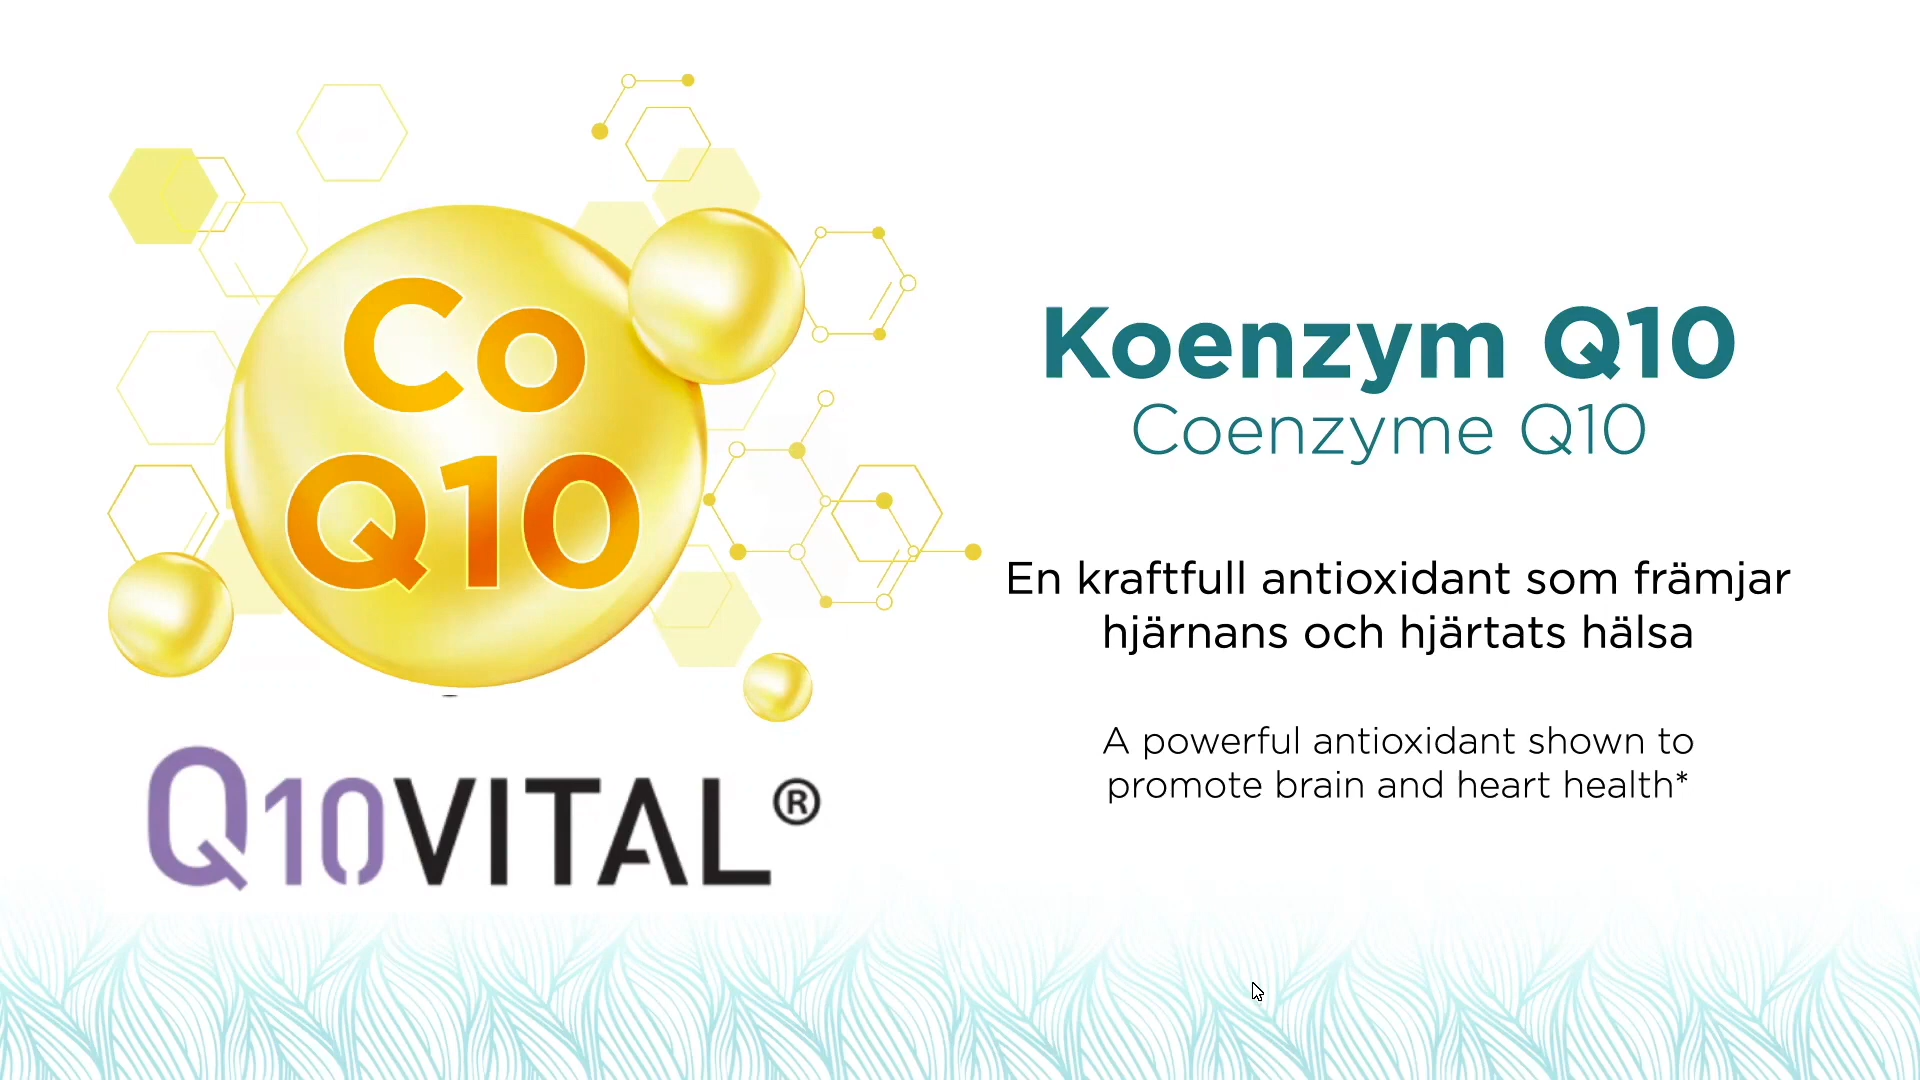 Co
Q10
Q10VITAL®
Koenzym Q10
Coenzyme Q10
En kraftfull antioxidant som främjar
hjärnans och hjärtats hälsa
A powerful antioxidant shown to
promote brain and heart health*